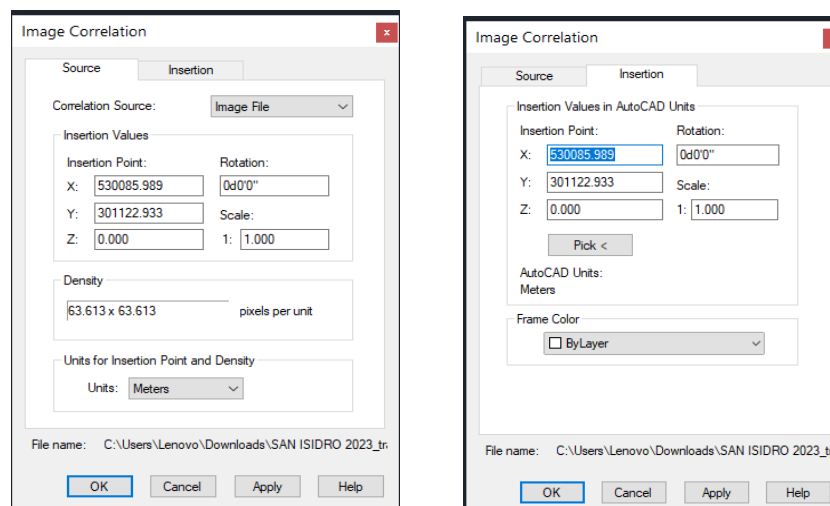 Image Correlation
x
Source Insertion
Correlation Source: Image File
Insertion Values
Insertion Point: Rotation:
X: 530085.989 0d0'0"
Y: 301122.933 Scale:
Z: 0.000 1: 1.000
Density
63.613 x 63.613 pixels per unit
Units for Insertion Point and Density
Units: Meters
File name: C:\Users\Lenovo\Downloads\SAN ISIDRO 2023_tr
OK Cancel Apply Help
Image Correlation
Source Insertion
Insertion Values in AutoCAD Units
Insertion Point: Rotation:
X: 530085.989 0d0'0"
Y: 301122.933 Scale:
Z: 0.000 1: 1.000
Pick <
AutoCAD Units:
Meters
Frame Color
ByLayer
File name: C:\Users\Lenovo\Downloads\SAN ISIDRO 2023_t
OK Cancel Apply Help